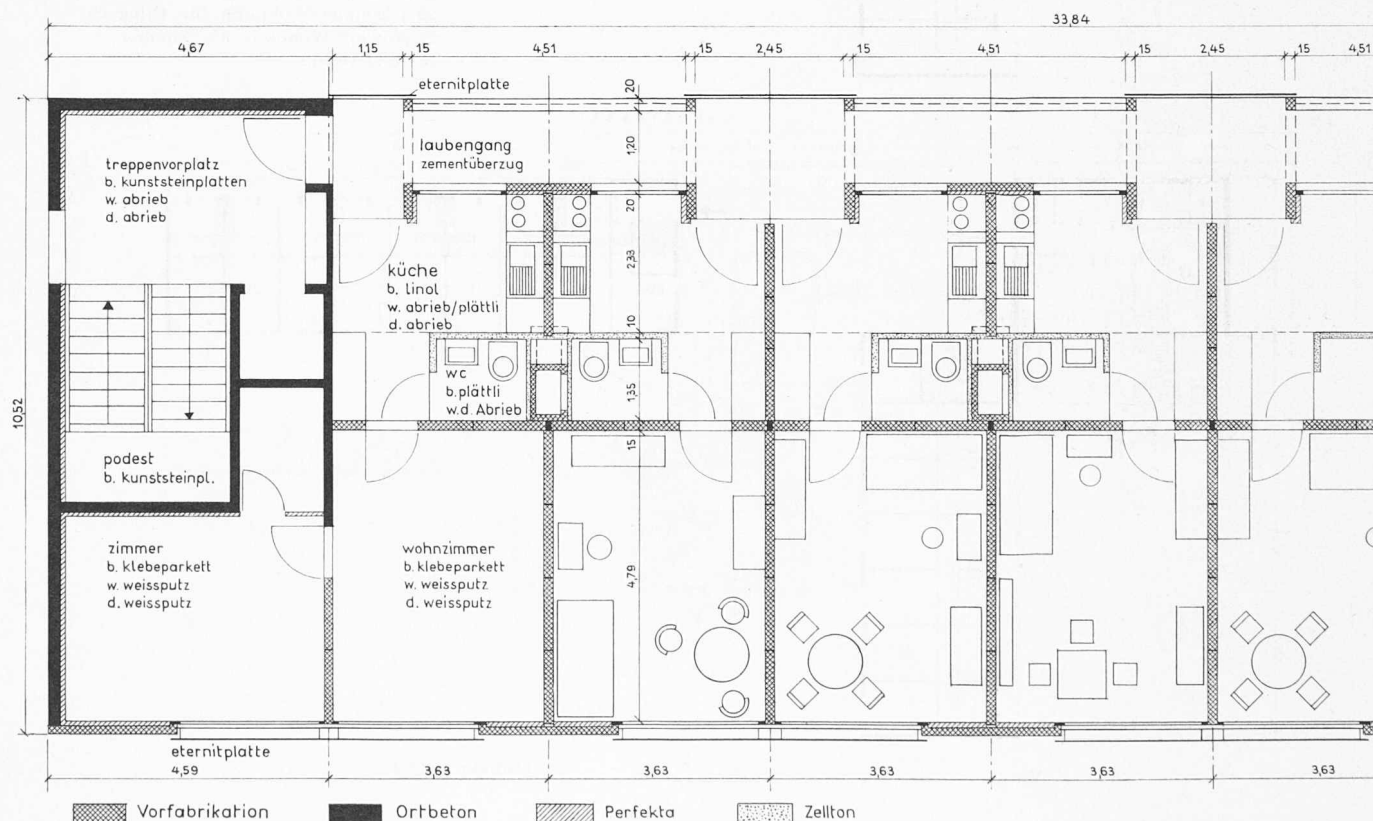 33,84
4,67 1,15 15 4,51 15 2,45 15 4,51 15 2,45 15 4,51
eternitplatte
20
laubengang
zementüberzug
1,20
treppenvorplatz
b. kunststeinplatten
w. abrieb
d. abrieb
20
küche
b. linol
w. abrieb/plättli
d. abrieb
2,33
10
wc
b. plättli
w.d. Abrieb
1,35
10,52
15
podest
b. kunststeinpl.
zimmer
b. klebeparkett
w. weissputz
d. weissputz
wohnzimmer
b. klebeparkett
w. weissputz
d. weissputz
4,79
eternitplatte
4,59 3,63 3,63 3,63 3,63 3,63
Vorfabrikation Ortbeton Perfekta Zellton